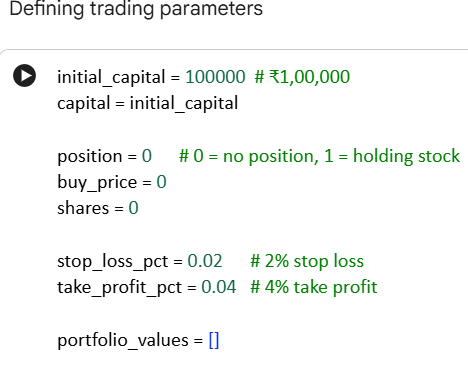 Defining trading parameters
initial_capital = 100000 # ₹1,00,000
capital = initial_capital
position = 0 # 0 = no position, 1 = holding stock
buy_price = 0
shares = 0
stop_loss_pct = 0.02 # 2% stop loss
take_profit_pct = 0.04 # 4% take profit
portfolio_values = []